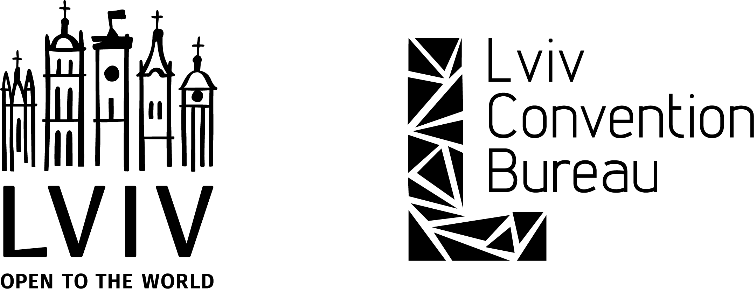 LVIV
OPEN TO THE WORLD
Lviv
Convention
Bureau